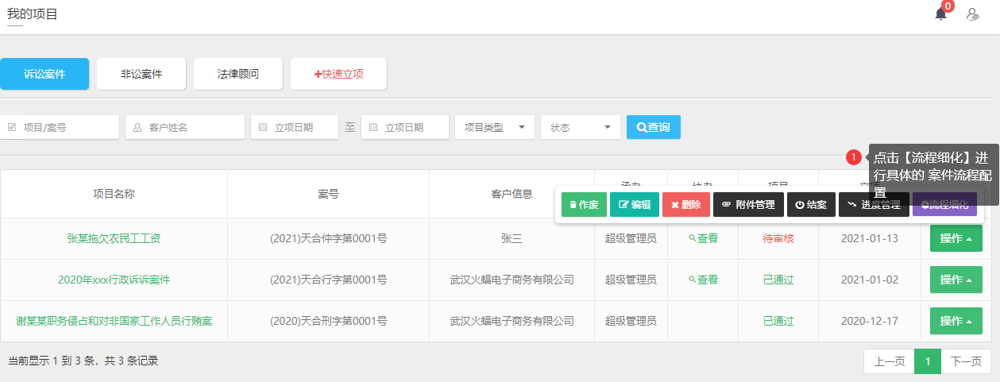 我的项目
0
诉讼案件 非讼案件 法律顾问 快速立项
项目/案号 客户姓名 立项日期 至 立项日期 项目类型 状态 查询
1
点击【流程细化】进
行具体的 案件流程配
置
项目名称 案号 客户信息 承办 协办 项目 立项
作废 编辑 删除 附件管理 结案 进度管理 流程细化
张某拖欠农民工工资 (2021)天合仲字第0001号 张三 超级管理员 查看 待审核 2021-01-13 操作
2020年xxx行政诉诉案件 (2021)天合行字第0001号 武汉火蝠电子商务有限公司 超级管理员 查看 已通过 2021-01-02 操作
谢某某职务侵占和对非国家工作人员行贿案 (2020)天合刑字第0001号 武汉火蝠电子商务有限公司 超级管理员 已通过 2020-12-17 操作
当前显示 1 到 3 条，共 3 条记录
上一页 1 下一页